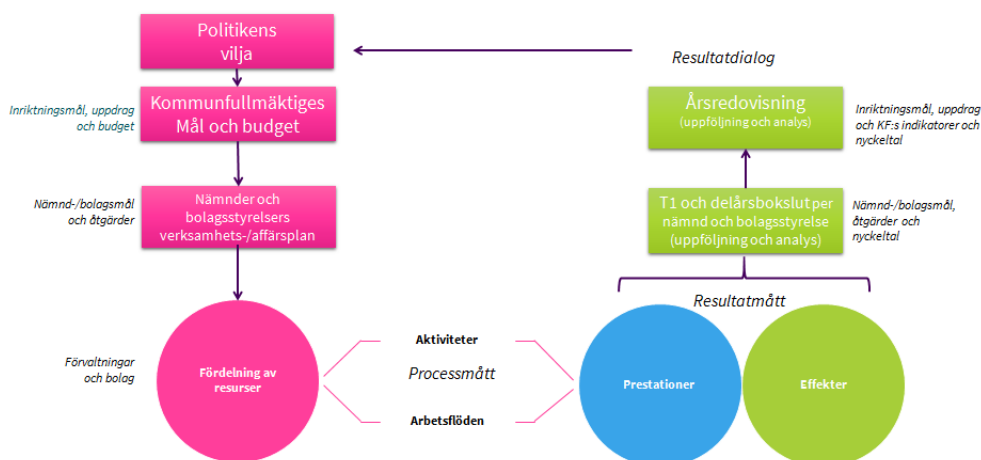 Politikens
vilja
Resultatdialog
Inriktningsmål, uppdrag
och budget
Kommunfullmäktiges
Mål och budget
Årsredovisning
(uppföljning och analys)
Inriktningsmål, uppdrag
och KF:s indikatorer och
nyckeltal
Nämnd-/bolagsmål
och åtgärder
Nämnder och
bolagsstyrelsers
verksamhets-/affärsplan
T1 och delårsbokslut per
nämnd och bolagsstyrelse
(uppföljning och analys)
Nämnd-/bolagsmål,
åtgärder och
nyckeltal
Resultatmått
Förvaltningar
och bolag
Fördelning av
resurser
Aktiviteter
Processmått
Arbetsflöden
Prestationer
Effekter